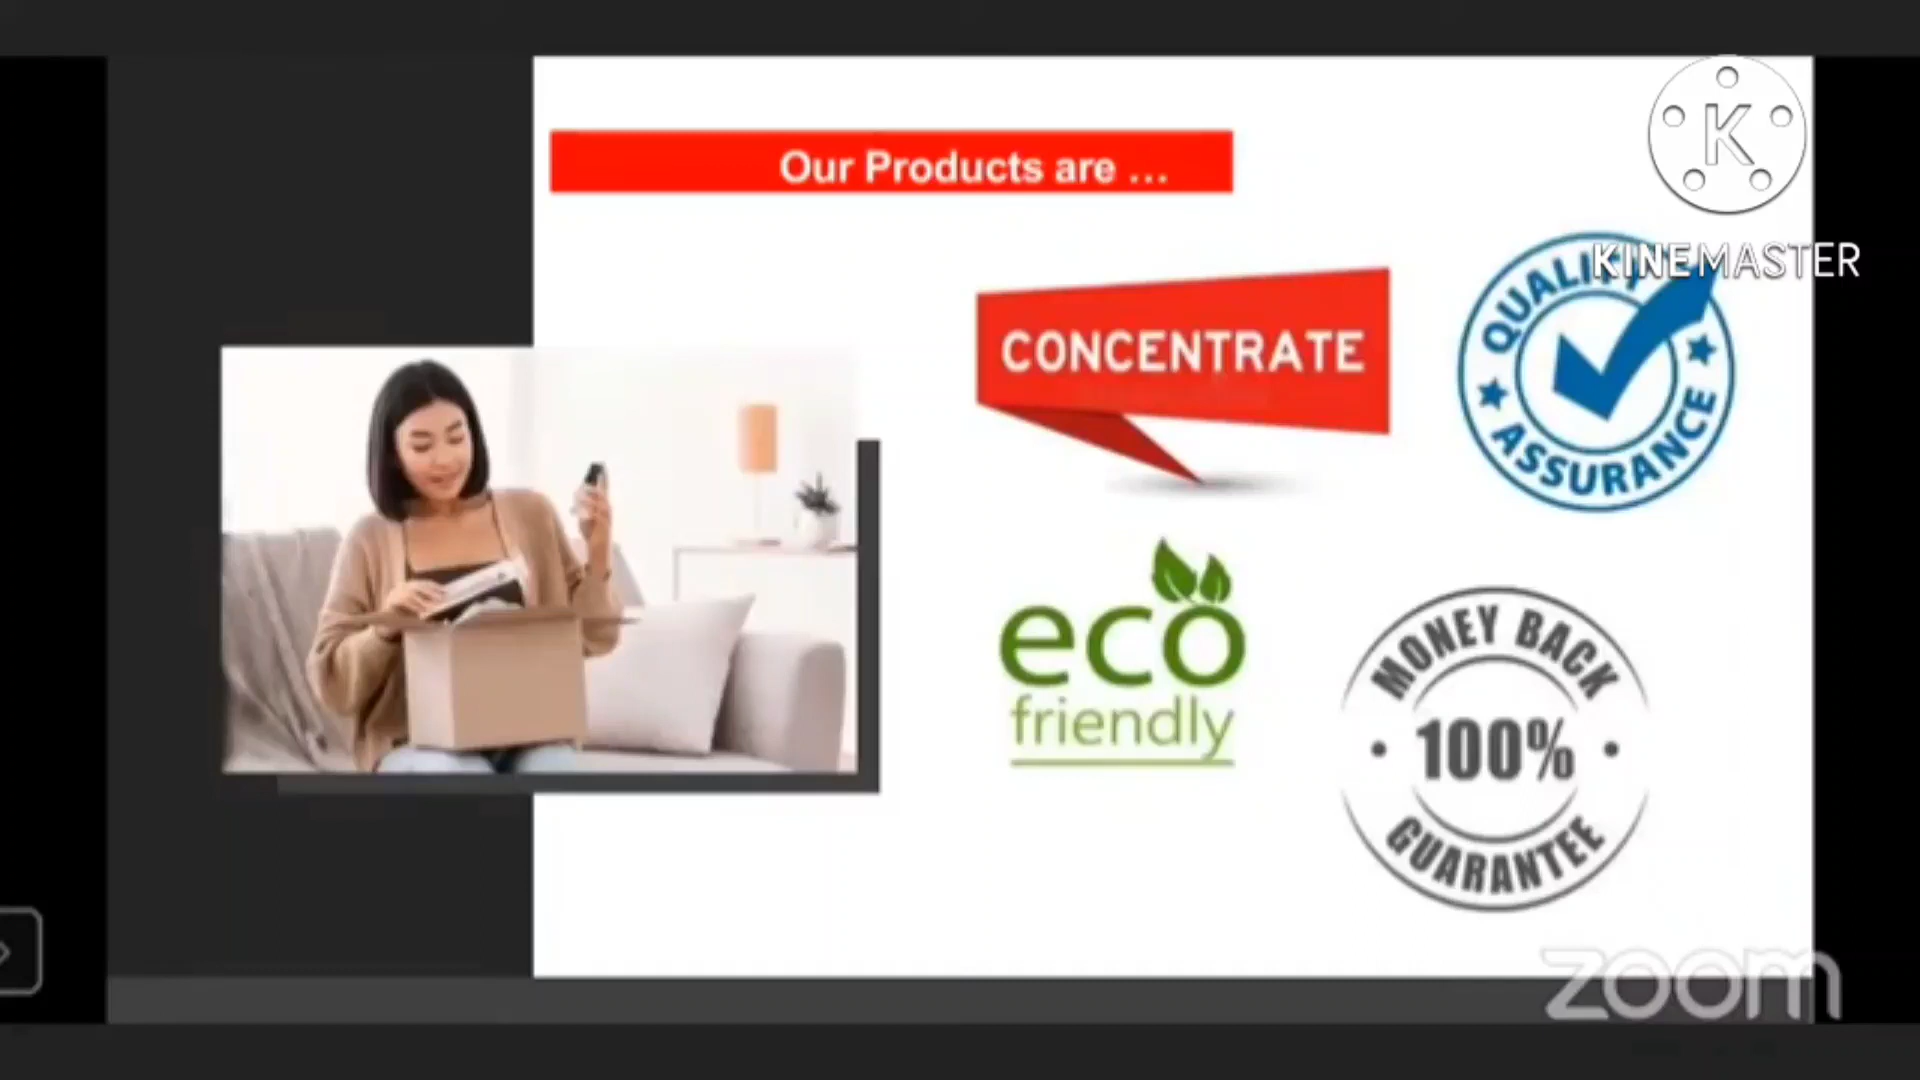 Our Products are ...
K
KINEMASTER
CONCENTRATE
QUALITY
ASSURANCE
eco
friendly
MONEY BACK
100%
GUARANTEE
zoom